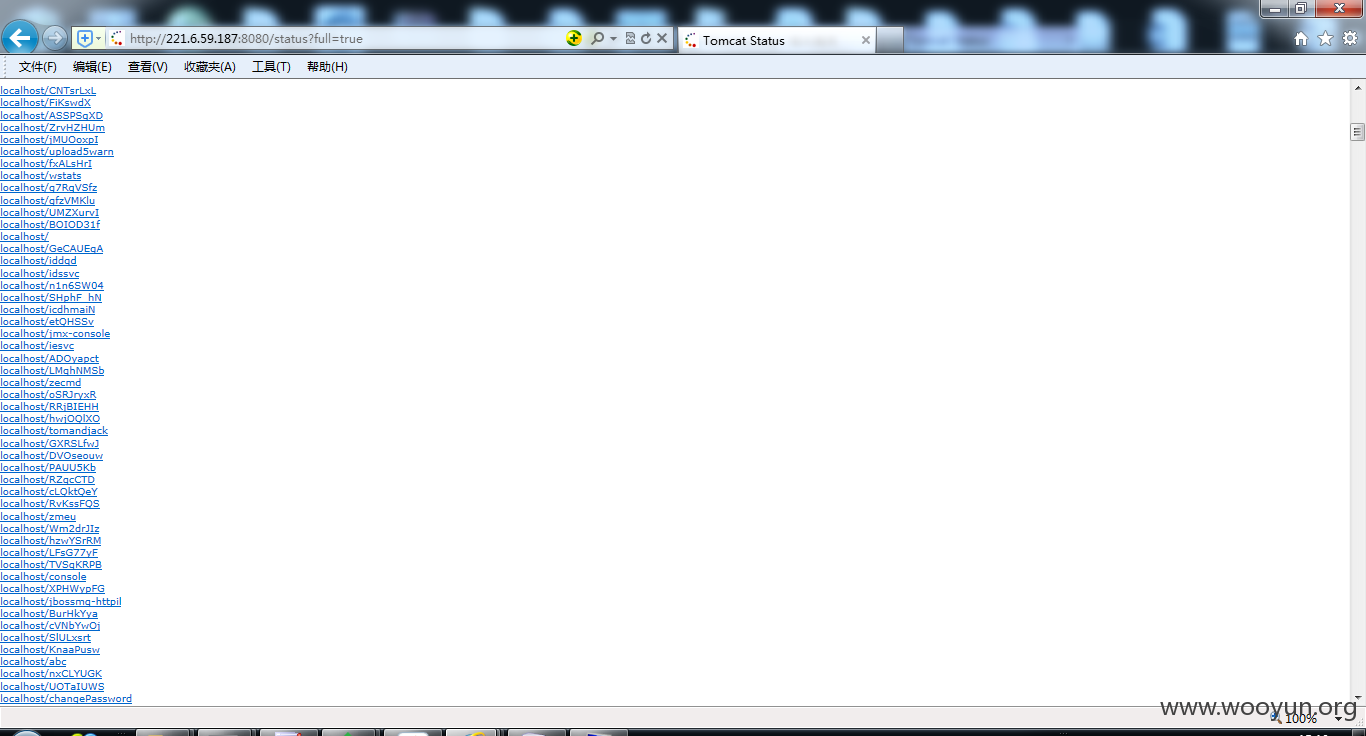 http://221.6.59.187:8080/status?full=true
Tomcat Status
文件(F) 编辑(E) 查看(V) 收藏夹(A) 工具(T) 帮助(H)
localhost/CNTsrLxL
localhost/FiKswdX
localhost/ASSPSgXD
localhost/ZrvHZHUm
localhost/jMUOoxpI
localhost/upload5warn
localhost/fxALsHrI
localhost/wstats
localhost/g7RgVSfz
localhost/gfzVMKlu
localhost/UMZXurvI
localhost/BOIOD31f
localhost/
localhost/GeCAUEgA
localhost/iddqd
localhost/idssvc
localhost/n1n6SW04
localhost/SHphF_hN
localhost/icdhmaiN
localhost/etQHSSv
localhost/jmx-console
localhost/iesvc
localhost/ADOyapct
localhost/LMqhNMSb
localhost/zecmd
localhost/oSRJryxR
localhost/RRjBIEHH
localhost/hwjOQlXO
localhost/tomandjack
localhost/GXRSLfwJ
localhost/DVOseouw
localhost/PAUU5Kb
localhost/RZgcCTD
localhost/cLQktQeY
localhost/RvKssFQS
localhost/zmeu
localhost/Wm2drJIz
localhost/hzwYSrRM
localhost/LFsG77yF
localhost/TVSgKRPB
localhost/console
localhost/XPHWypFG
localhost/jbossmq-httpil
localhost/BurHkYya
localhost/cVNbYwOj
localhost/SlULxsrt
localhost/KnaaPusw
localhost/abc
localhost/nxCLYUGK
localhost/UOTaIUWS
localhost/changePassword
www.wooyun.org
100%